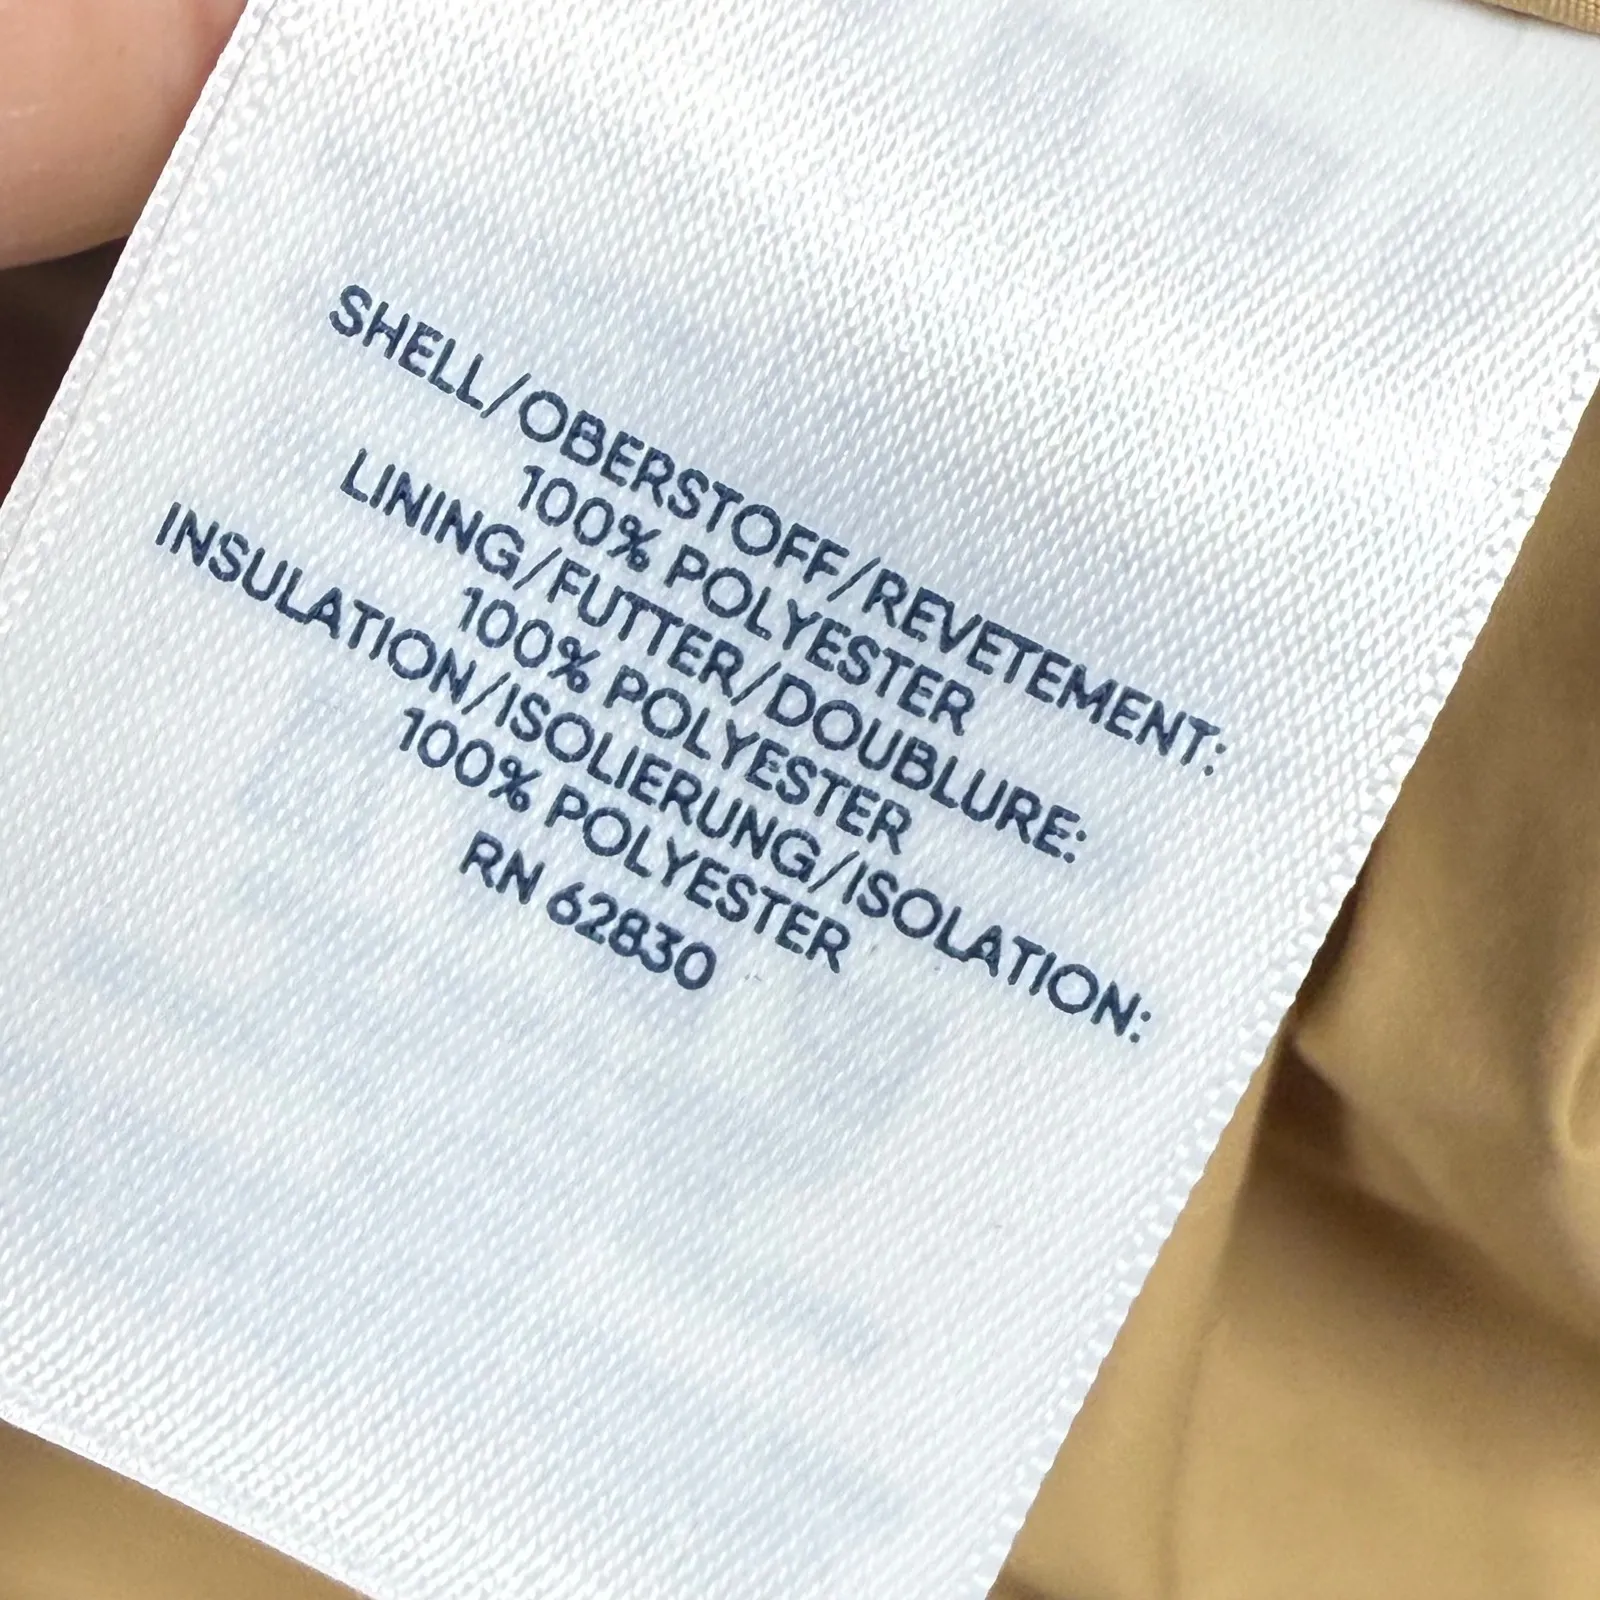 SHELL/OBERSTOFF/REVETEMENT:
100% POLYESTER
LINING/FUTTER/DOUBLURE:
100% POLYESTER
INSULATION/ISOLIERUNG/ISOLATION:
100% POLYESTER
RN 62830